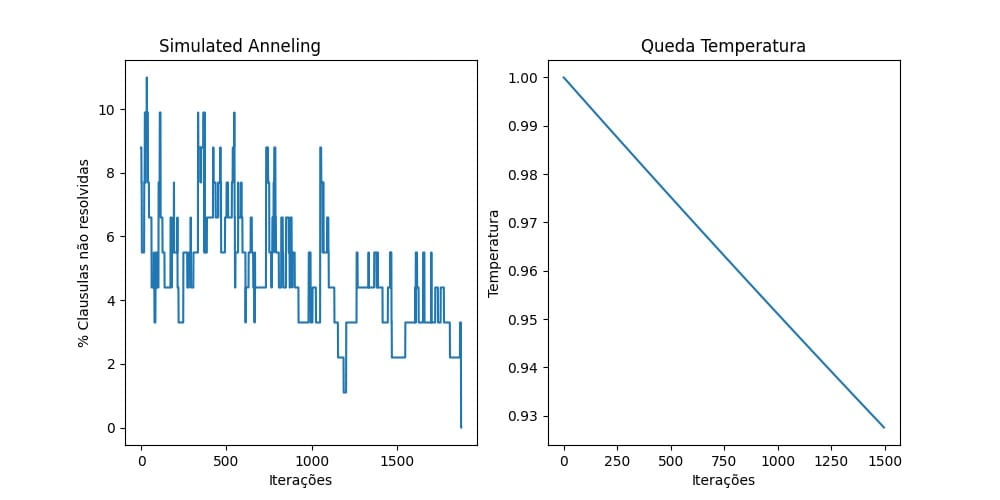 Simulated Anneling
% Clausulas não resolvidas
10
8
6
4
2
0
0 500 1000 1500
Iterações
Queda Temperatura
Temperatura
1.00
0.99
0.98
0.97
0.96
0.95
0.94
0.93
0 250 500 750 1000 1250 1500
Iterações